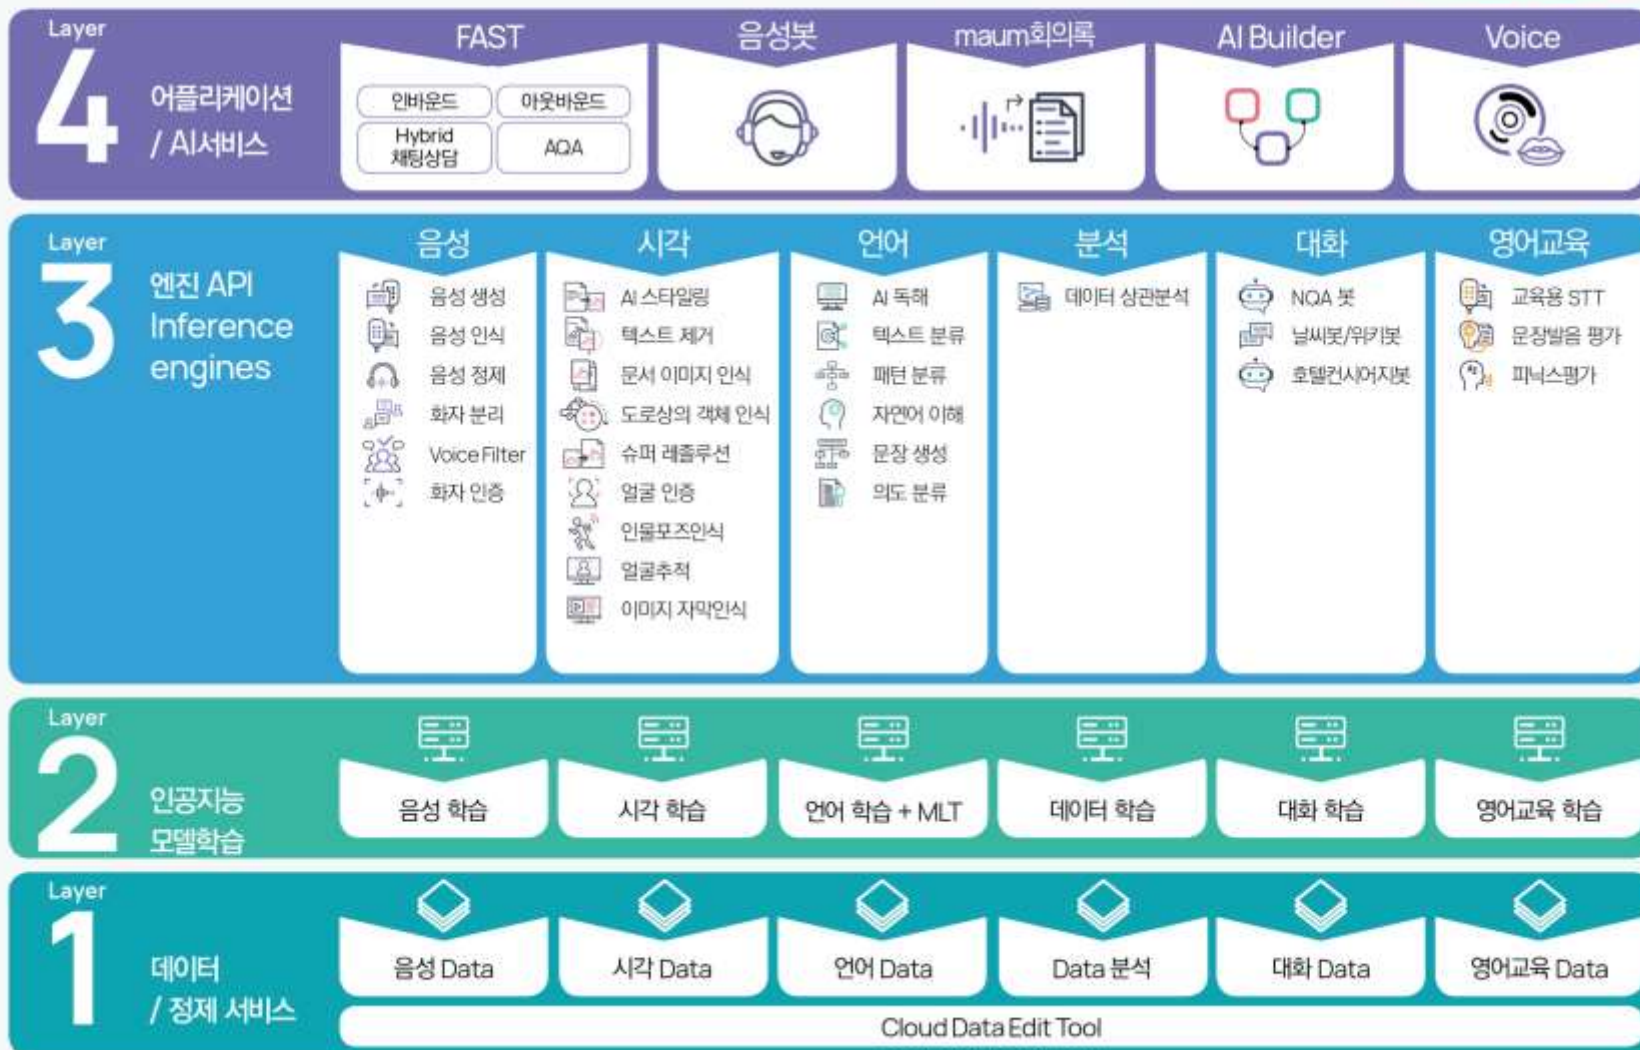 Layer
4
어플리케이션
/ AI서비스
FAST
인바운드
아웃바운드
Hybrid
채팅상담
AQA
음성봇
maum회의록
AI Builder
Voice
Layer
3
엔진 API
Inference
engines
음성
음성 생성
음성 인식
음성 정제
화자 분리
Voice Filter
화자 인증
시각
AI 스타일링
텍스트 제거
문서 이미지 인식
도로상의 객체 인식
슈퍼 레졸루션
얼굴 인증
인물포즈인식
얼굴추적
이미지 자막인식
언어
AI 독해
텍스트 분류
패턴 분류
자연어 이해
문장 생성
의도 분류
분석
데이터 상관분석
대화
NQA 봇
날씨봇/위키봇
호텔컨시어지봇
영어교육
교육용 STT
문장발음 평가
파닉스평가
Layer
2
인공지능
모델학습
음성 학습
시각 학습
언어 학습 + MLT
데이터 학습
대화 학습
영어교육 학습
Layer
1
데이터
/ 정제 서비스
음성 Data
시각 Data
언어 Data
Data 분석
대화 Data
영어교육 Data
Cloud Data Edit Tool